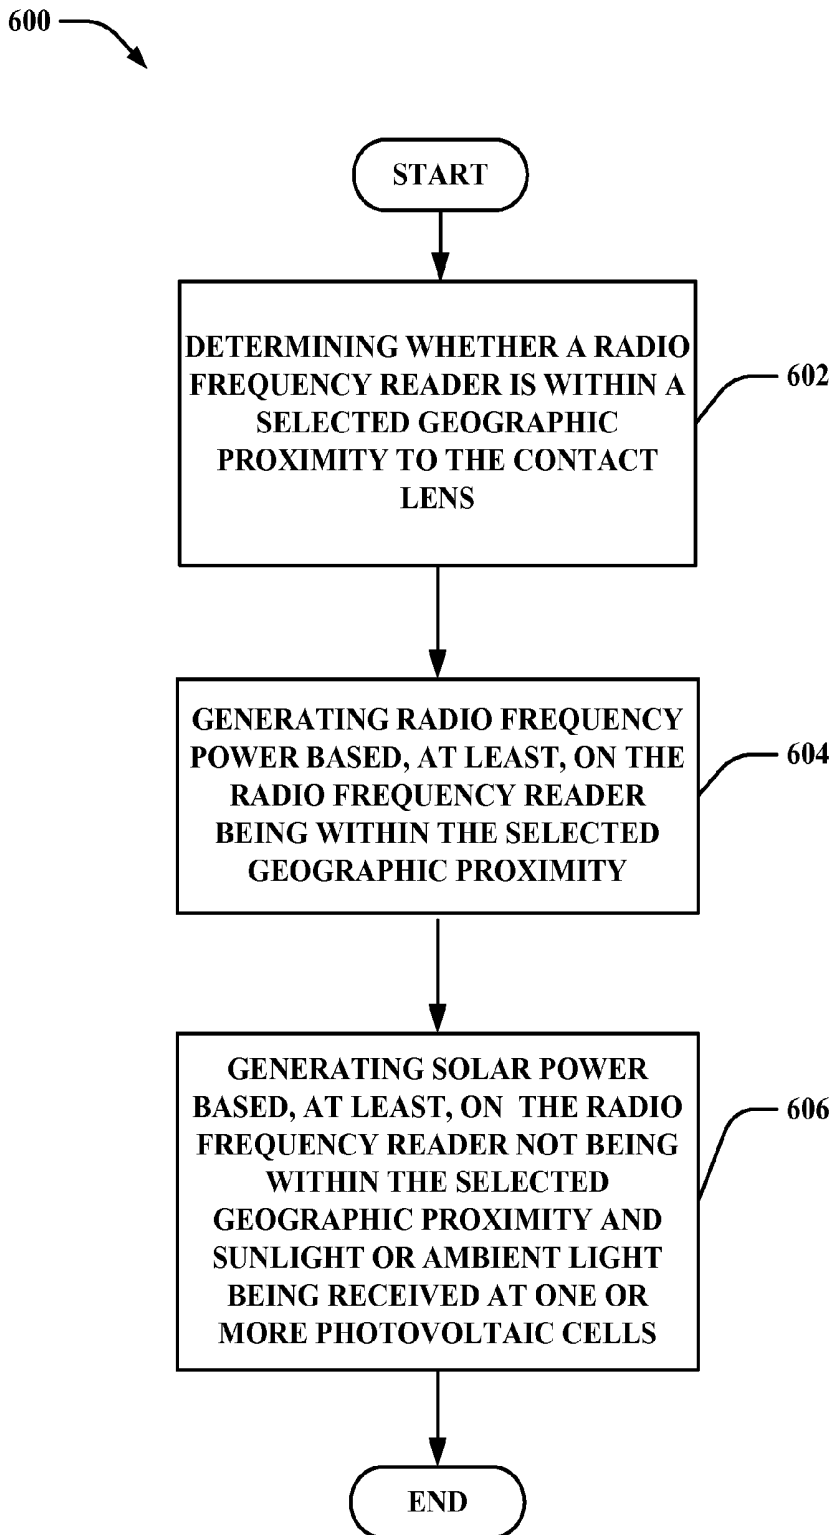 600
START
DETERMINING WHETHER A RADIO
FREQUENCY READER IS WITHIN A
SELECTED GEOGRAPHIC
PROXIMITY TO THE CONTACT
LENS
602
GENERATING RADIO FREQUENCY
POWER BASED, AT LEAST, ON THE
RADIO FREQUENCY READER
BEING WITHIN THE SELECTED
GEOGRAPHIC PROXIMITY
604
GENERATING SOLAR POWER
BASED, AT LEAST, ON THE RADIO
FREQUENCY READER NOT BEING
WITHIN THE SELECTED
GEOGRAPHIC PROXIMITY AND
SUNLIGHT OR AMBIENT LIGHT
BEING RECEIVED AT ONE OR
MORE PHOTOVOLTAIC CELLS
606
END